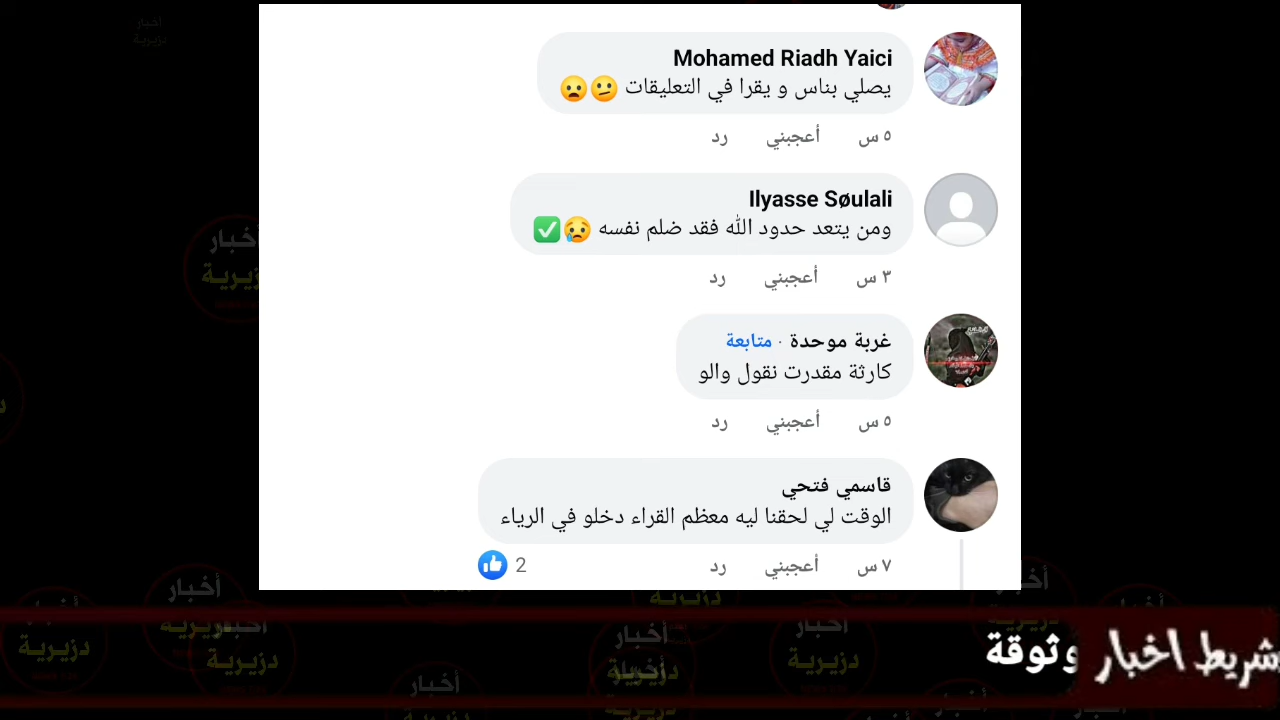 أخبار
دزيرية
Mohamed Riadh Yaici
يصلي بناس و يقرا في التعليقات 🫤😦
٥ س أعجبني رد
Ilyasse Søulali
ومن يتعد حدود الله فقد ضلم نفسه 😢✅
٣ س أعجبني رد
غربة موحدة · متابعة
كارثة مقدرت نقول والو
٥ س أعجبني رد
قاسمي فتحي
الوقت لي لحقنا ليه معظم القراء دخلو في الرياء
٧ س أعجبني رد 2
أخبار
دزيرية
شريط اخبار